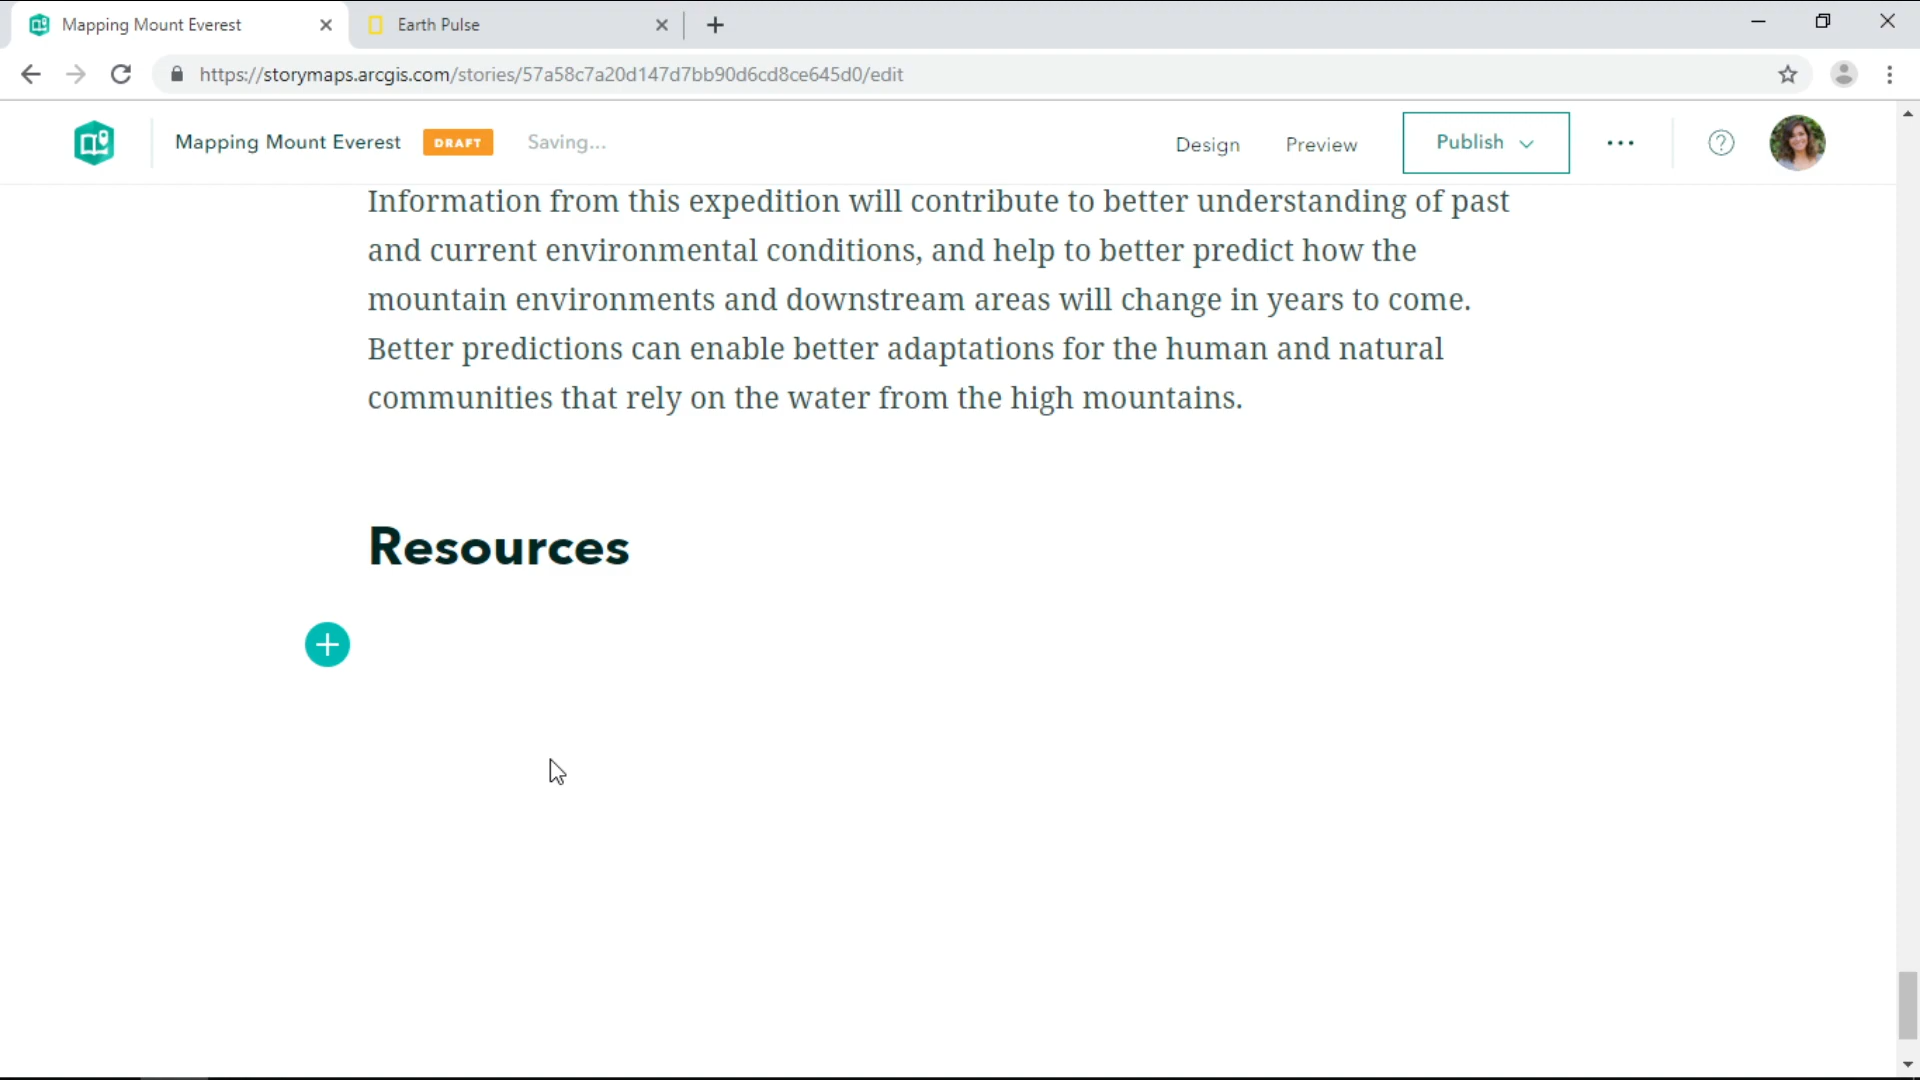 Mapping Mount Everest
Earth Pulse
https://storymaps.arcgis.com/stories/57a58c7a20d147d7bb90d6cd8ce645d0/edit
Mapping Mount Everest DRAFT Saving... Design Preview Publish
Information from this expedition will contribute to better understanding of past
and current environmental conditions, and help to better predict how the
mountain environments and downstream areas will change in years to come.
Better predictions can enable better adaptations for the human and natural
communities that rely on the water from the high mountains.
Resources